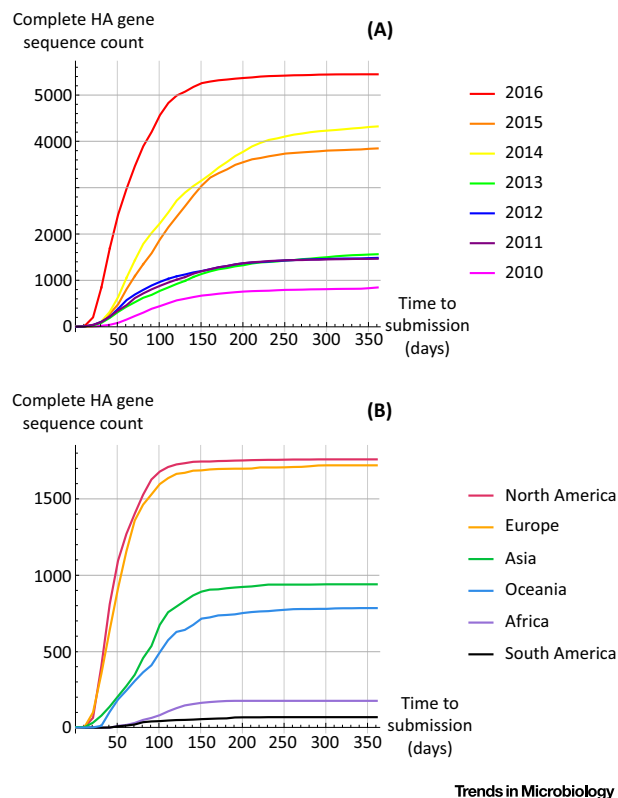 Complete HA gene
sequence count
(A)
5000
4000
2000
1000
0
50 100 150 200 250 300 350
Time to
submission
(days)
2016
2015
2014
2013
2012
2011
2010
Complete HA gene
sequence count
(B)
1500
1000
500
0
50 100 150 200 250 300 350
Time to
submission
(days)
North America
Europe
Asia
Oceania
Africa
South America
Trends in Microbiology